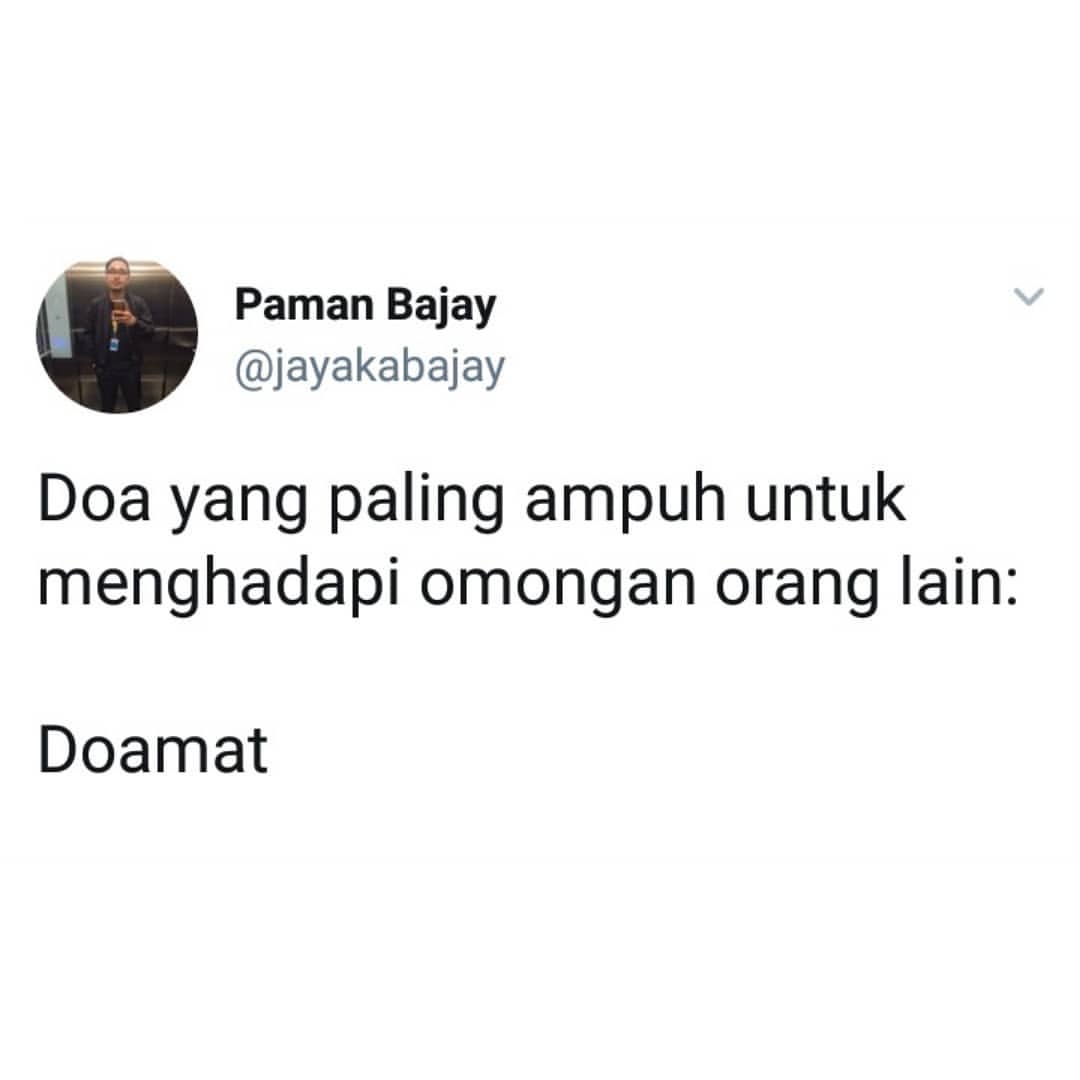 Paman Bajay
@jayakabajay
Doa yang paling ampuh untuk
menghadapi omongan orang lain:
Doamat